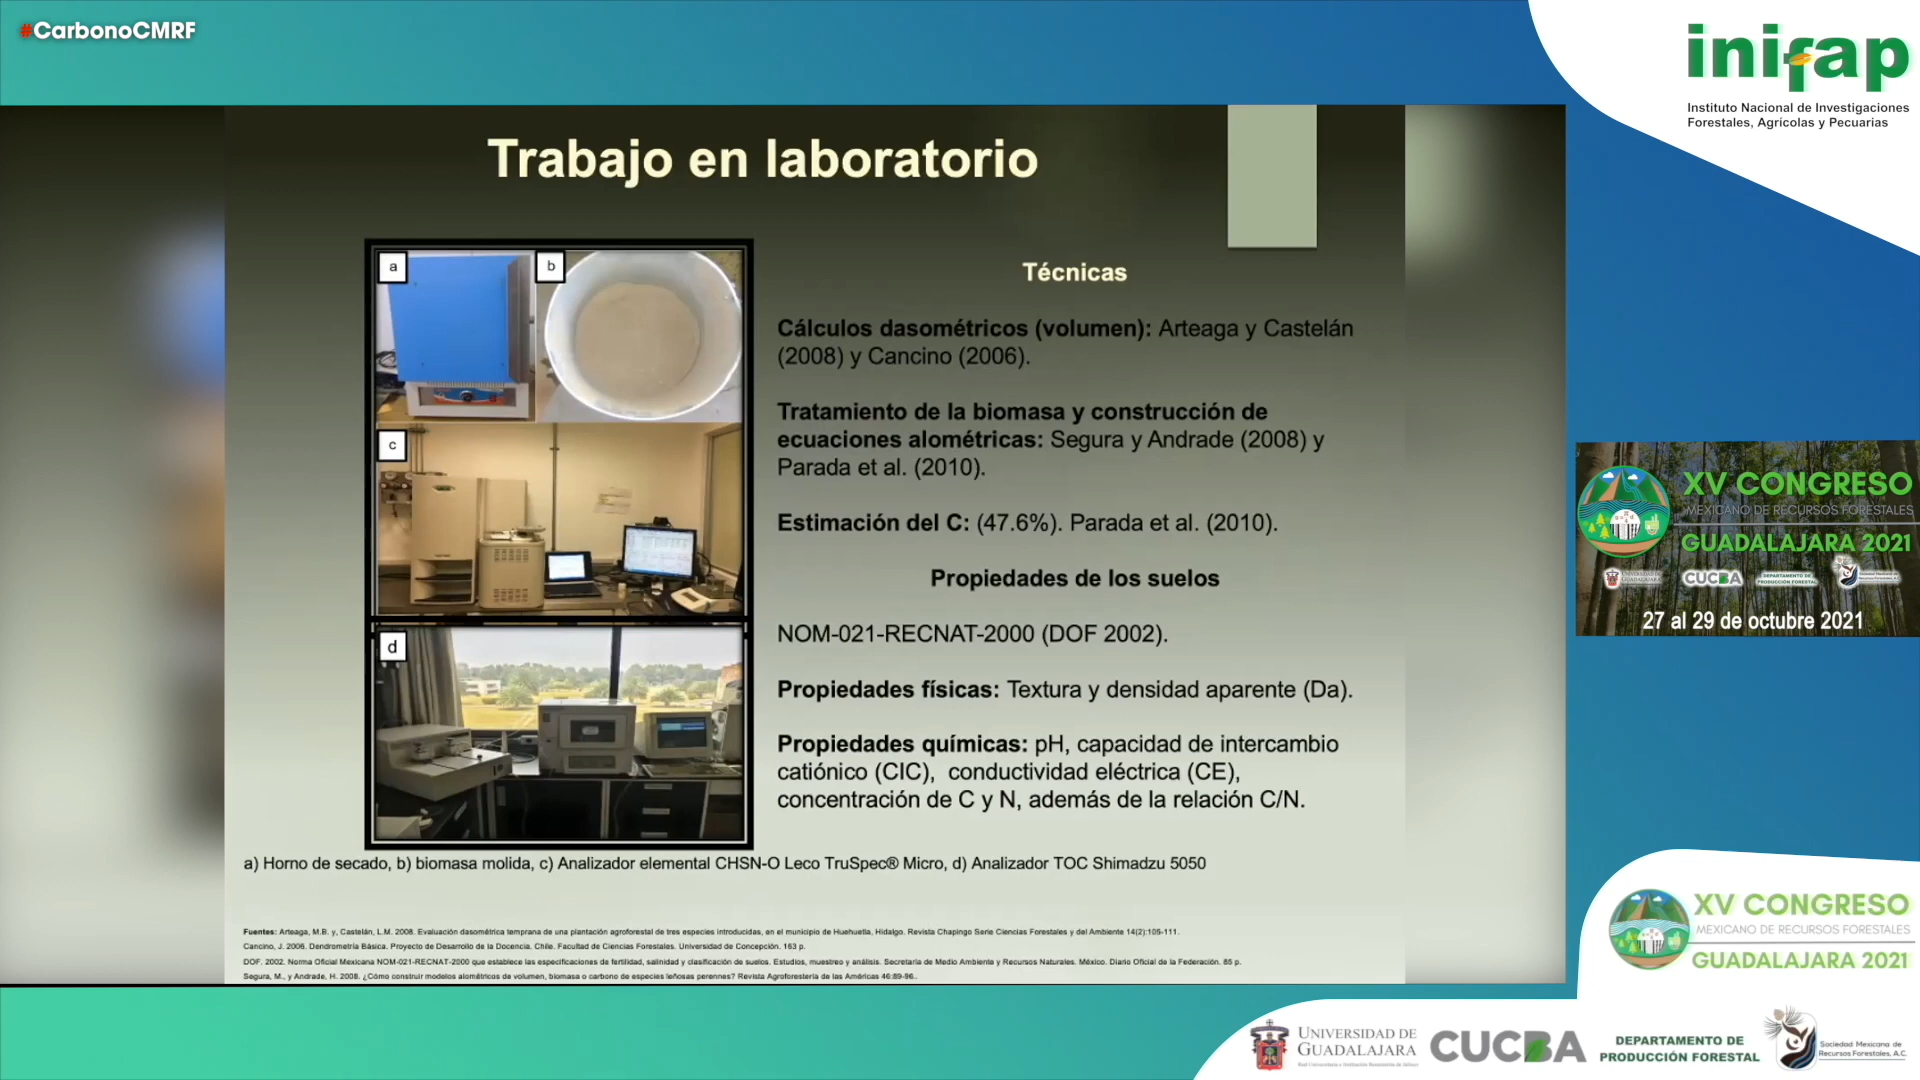 #CarbonoCMRF
inifap
Instituto Nacional de Investigaciones
Forestales, Agrícolas y Pecuarias
Trabajo en laboratorio
a
b
c
d
Técnicas
Cálculos dasométricos (volumen): Arteaga y Castelán
(2008) y Cancino (2006).
Tratamiento de la biomasa y construcción de
ecuaciones alométricas: Segura y Andrade (2008) y
Parada et al. (2010).
Estimación del C: (47.6%). Parada et al. (2010).
Propiedades de los suelos
NOM-021-RECNAT-2000 (DOF 2002).
Propiedades físicas: Textura y densidad aparente (Da).
Propiedades químicas: pH, capacidad de intercambio
catiónico (CIC),  conductividad eléctrica (CE),
concentración de C y N, además de la relación C/N.
a) Horno de secado, b) biomasa molida, c) Analizador elemental CHSN-O Leco TruSpec® Micro, d) Analizador TOC Shimadzu 5050
Fuentes: Arteaga, M.B. y, Castelán, L.M. 2008. Evaluación dasométrica temprana de una plantación agroforestal de tres especies introducidas, en el municipio de Huehuetla, Hidalgo. Revista Chapingo Serie Ciencias Forestales y del Ambiente 14(2):105-111.
Cancino, J. 2006. Dendrometría Básica. Proyecto de Desarrollo de la Docencia. Chile. Facultad de Ciencias Forestales. Universidad de Concepción. 163 p.
DOF. 2002. Norma Oficial Mexicana NOM-021-RECNAT-2000 que establece las especificaciones de fertilidad, salinidad y clasificación de suelos. Estudios, muestreo y análisis. Secretaría de Medio Ambiente y Recursos Naturales. México. Diario Oficial de la Federación. 85 p.
Segura, M., y Andrade, H. 2008. ¿Cómo construir modelos alométricos de volumen, biomasa o carbono de especies leñosas perennes? Revista Agroforestería de las Américas 46:89-96.
XV CONGRESO
MEXICANO DE RECURSOS FORESTALES
GUADALAJARA 2021
UNIVERSIDAD DE
GUADALAJARA
CUCBA
DEPARTAMENTO DE
PRODUCCIÓN FORESTAL
27 al 29 de octubre 2021
XV CONGRESO
MEXICANO DE RECURSOS FORESTALES
GUADALAJARA 2021
UNIVERSIDAD DE
GUADALAJARA
CUCBA
DEPARTAMENTO DE
PRODUCCIÓN FORESTAL
Sociedad Mexicana de
Recursos Forestales, A.C.